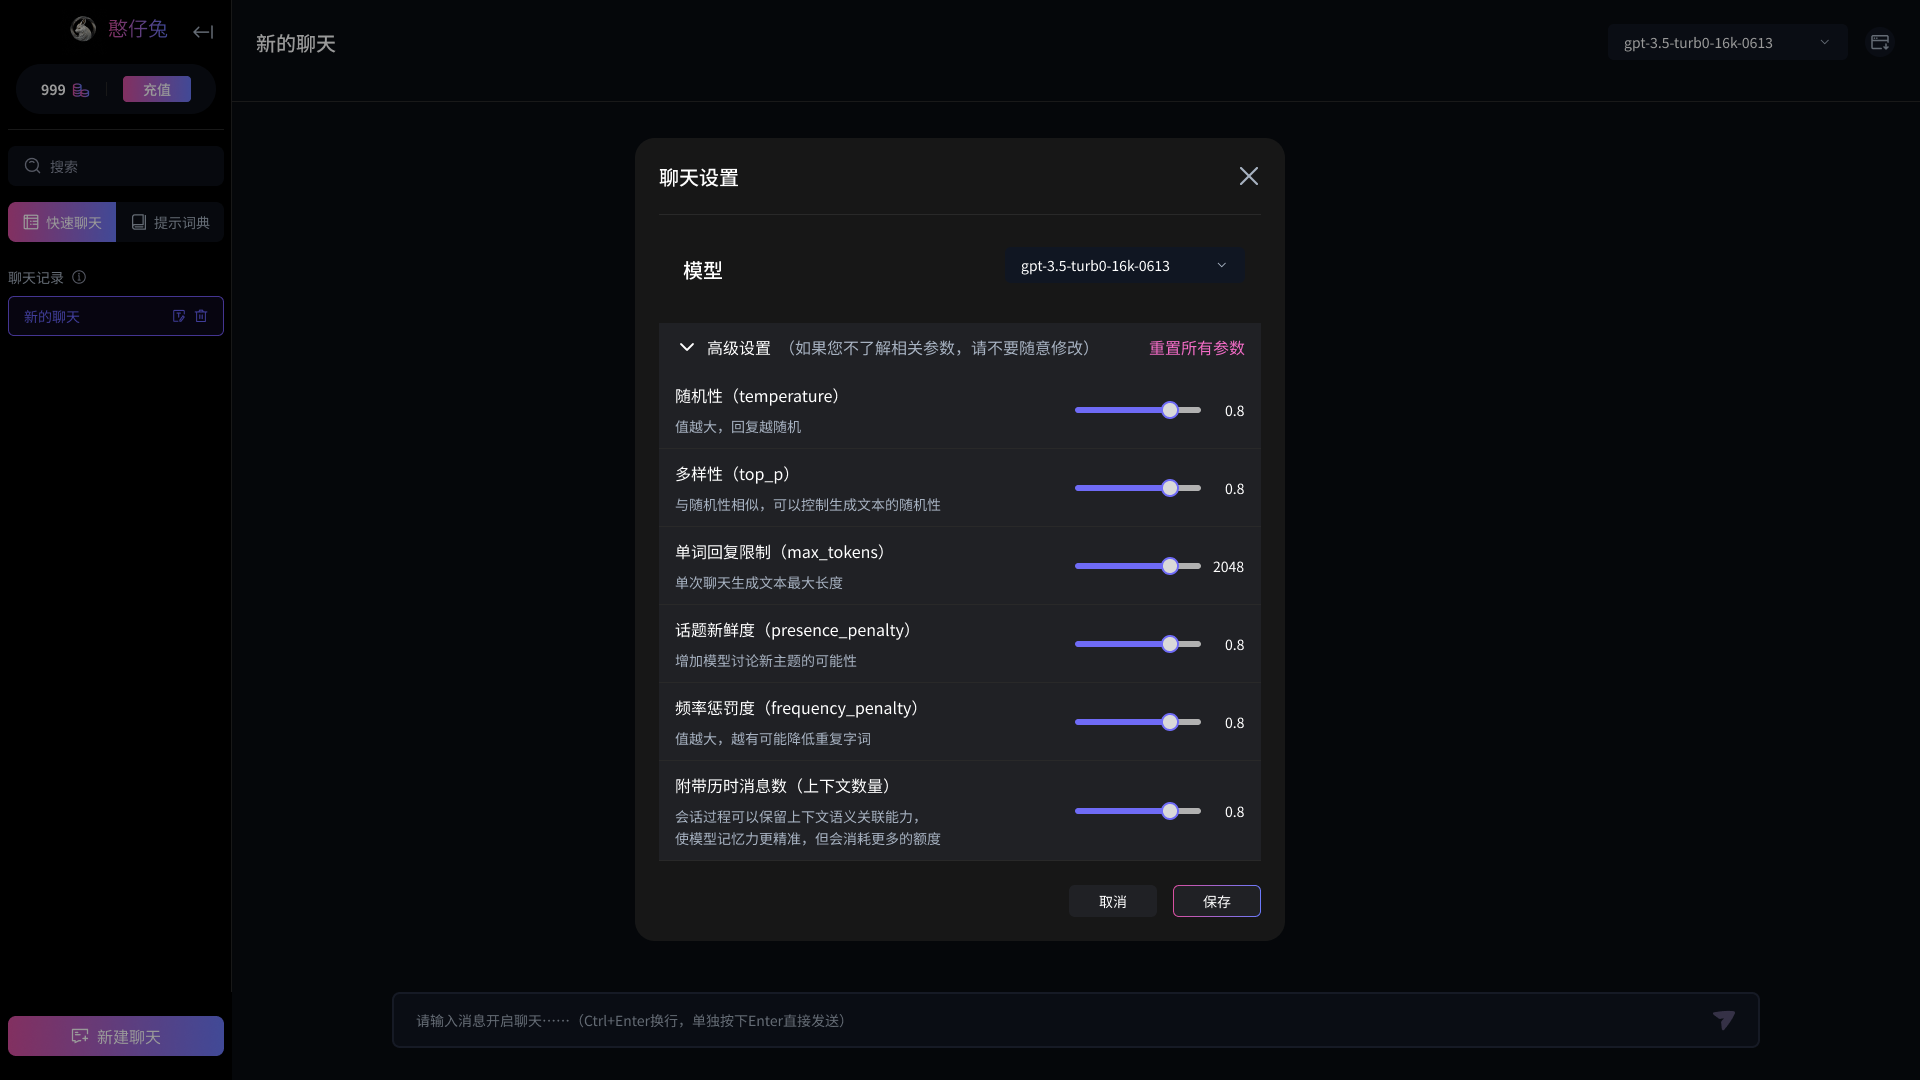 憨仔兔
999
充值
搜索
快速聊天
提示词典
聊天记录
新的聊天
新建聊天
新的聊天
gpt-3.5-turb0-16k-0613
聊天设置
模型
gpt-3.5-turb0-16k-0613
高级设置 （如果您不了解相关参数，请不要随意修改）
重置所有参数
随机性（temperature）
值越大，回复越随机
0.8
多样性（top_p）
与随机性相似，可以控制生成文本的随机性
0.8
单词回复限制（max_tokens）
单次聊天生成文本最大长度
2048
话题新鲜度（presence_penalty）
增加模型讨论新主题的可能性
0.8
频率惩罚度（frequency_penalty）
值越大，越有可能降低重复字词
0.8
附带历时消息数（上下文数量）
会话过程可以保留上下文语义关联能力，
使模型记忆力更精准，但会消耗更多的额度
0.8
取消
保存
请输入消息开启聊天······（Ctrl+Enter换行，单独按下Enter直接发送）